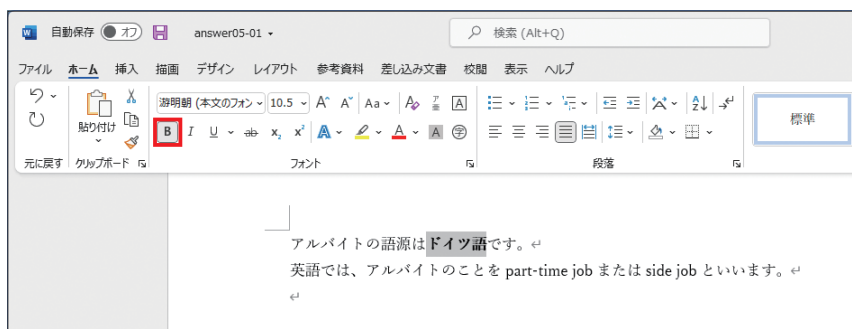 自動保存 オフ answer05-01 検索 (Alt+Q)
ファイル ホーム 挿入 描画 デザイン レイアウト 参考資料 差し込み文書 校閲 表示 ヘルプ
游明朝 (本文のフォン 10.5 A A Aa A ア亜 A
貼り付け B I U ab x₂ x² A A A 字 標準
元に戻す クリップボード フォント 段落
アルバイトの語源はドイツ語です。↵
英語では、アルバイトのことを part-time job または side job といいます。↵
↵